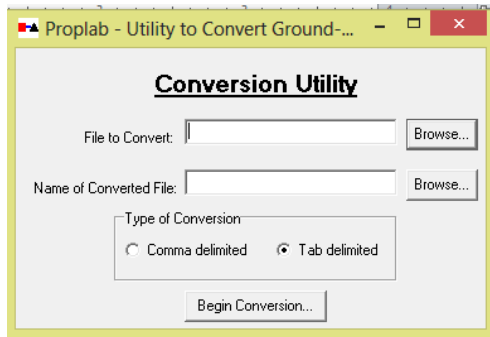 Proplab - Utility to Convert Ground-...
Conversion Utility
File to Convert: Browse...
Name of Converted File: Browse...
Type of Conversion
Comma delimited Tab delimited
Begin Conversion...